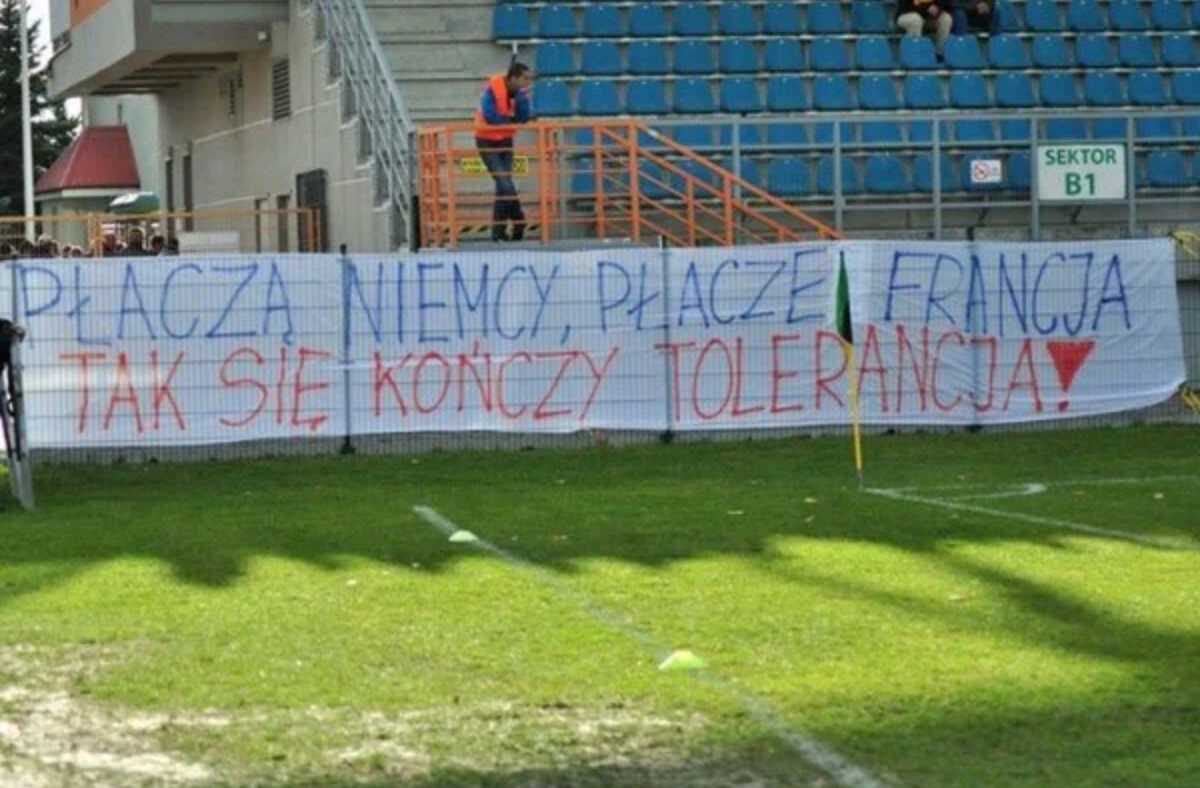 SEKTOR
B1
PŁACZĄ NIEMCY, PŁACZE FRANCJA
TAK SIĘ KOŃCZY TOLERANCJA!